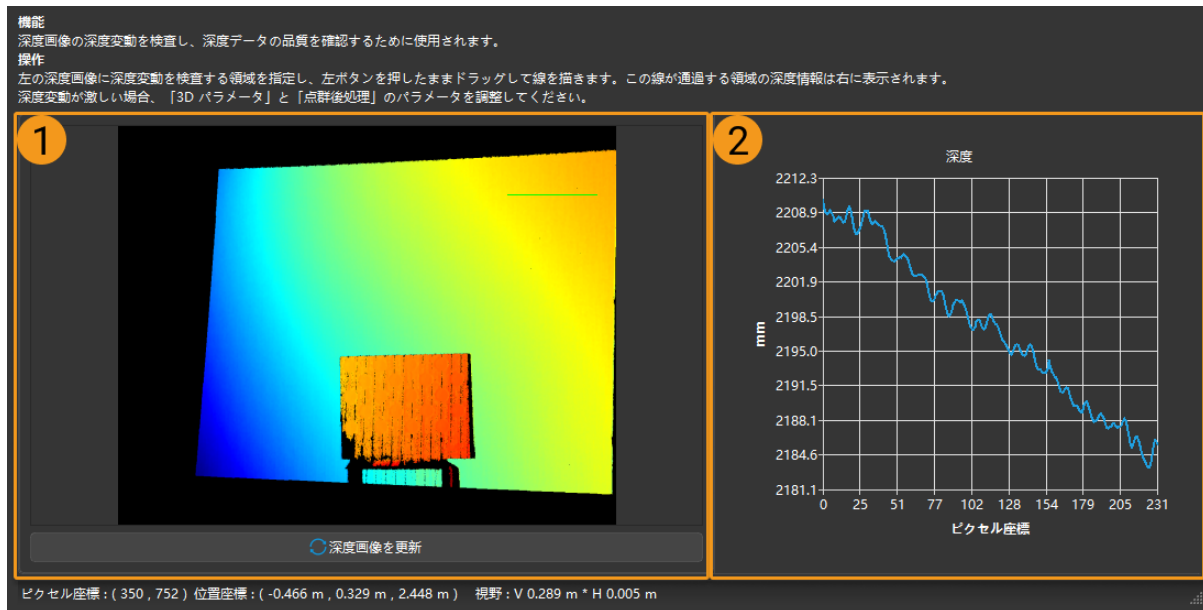 機能
深度画像の深度変動を検査し、深度データの品質を確認するために使用されます。
操作
左の深度画像に深度変動を検査する領域を指定し、左ボタンを押したままドラッグして線を描きます。この線が通過する領域の深度情報は右に表示されます。
深度変動が激しい場合、「3D パラメータ」と「点群後処理」のパラメータを調整してください。
1
2
深度
2212.3
2208.9
2205.4
2201.9
2198.5
2195.0
2191.5
2188.1
2184.6
2181.1
mm
0 25 51 77 102 128 154 179 205 231
ピクセル座標
深度画像を更新
ピクセル座標 : ( 350 , 752 ) 位置座標 : ( -0.466 m , 0.329 m , 2.448 m ) 視野 : V 0.289 m * H 0.005 m